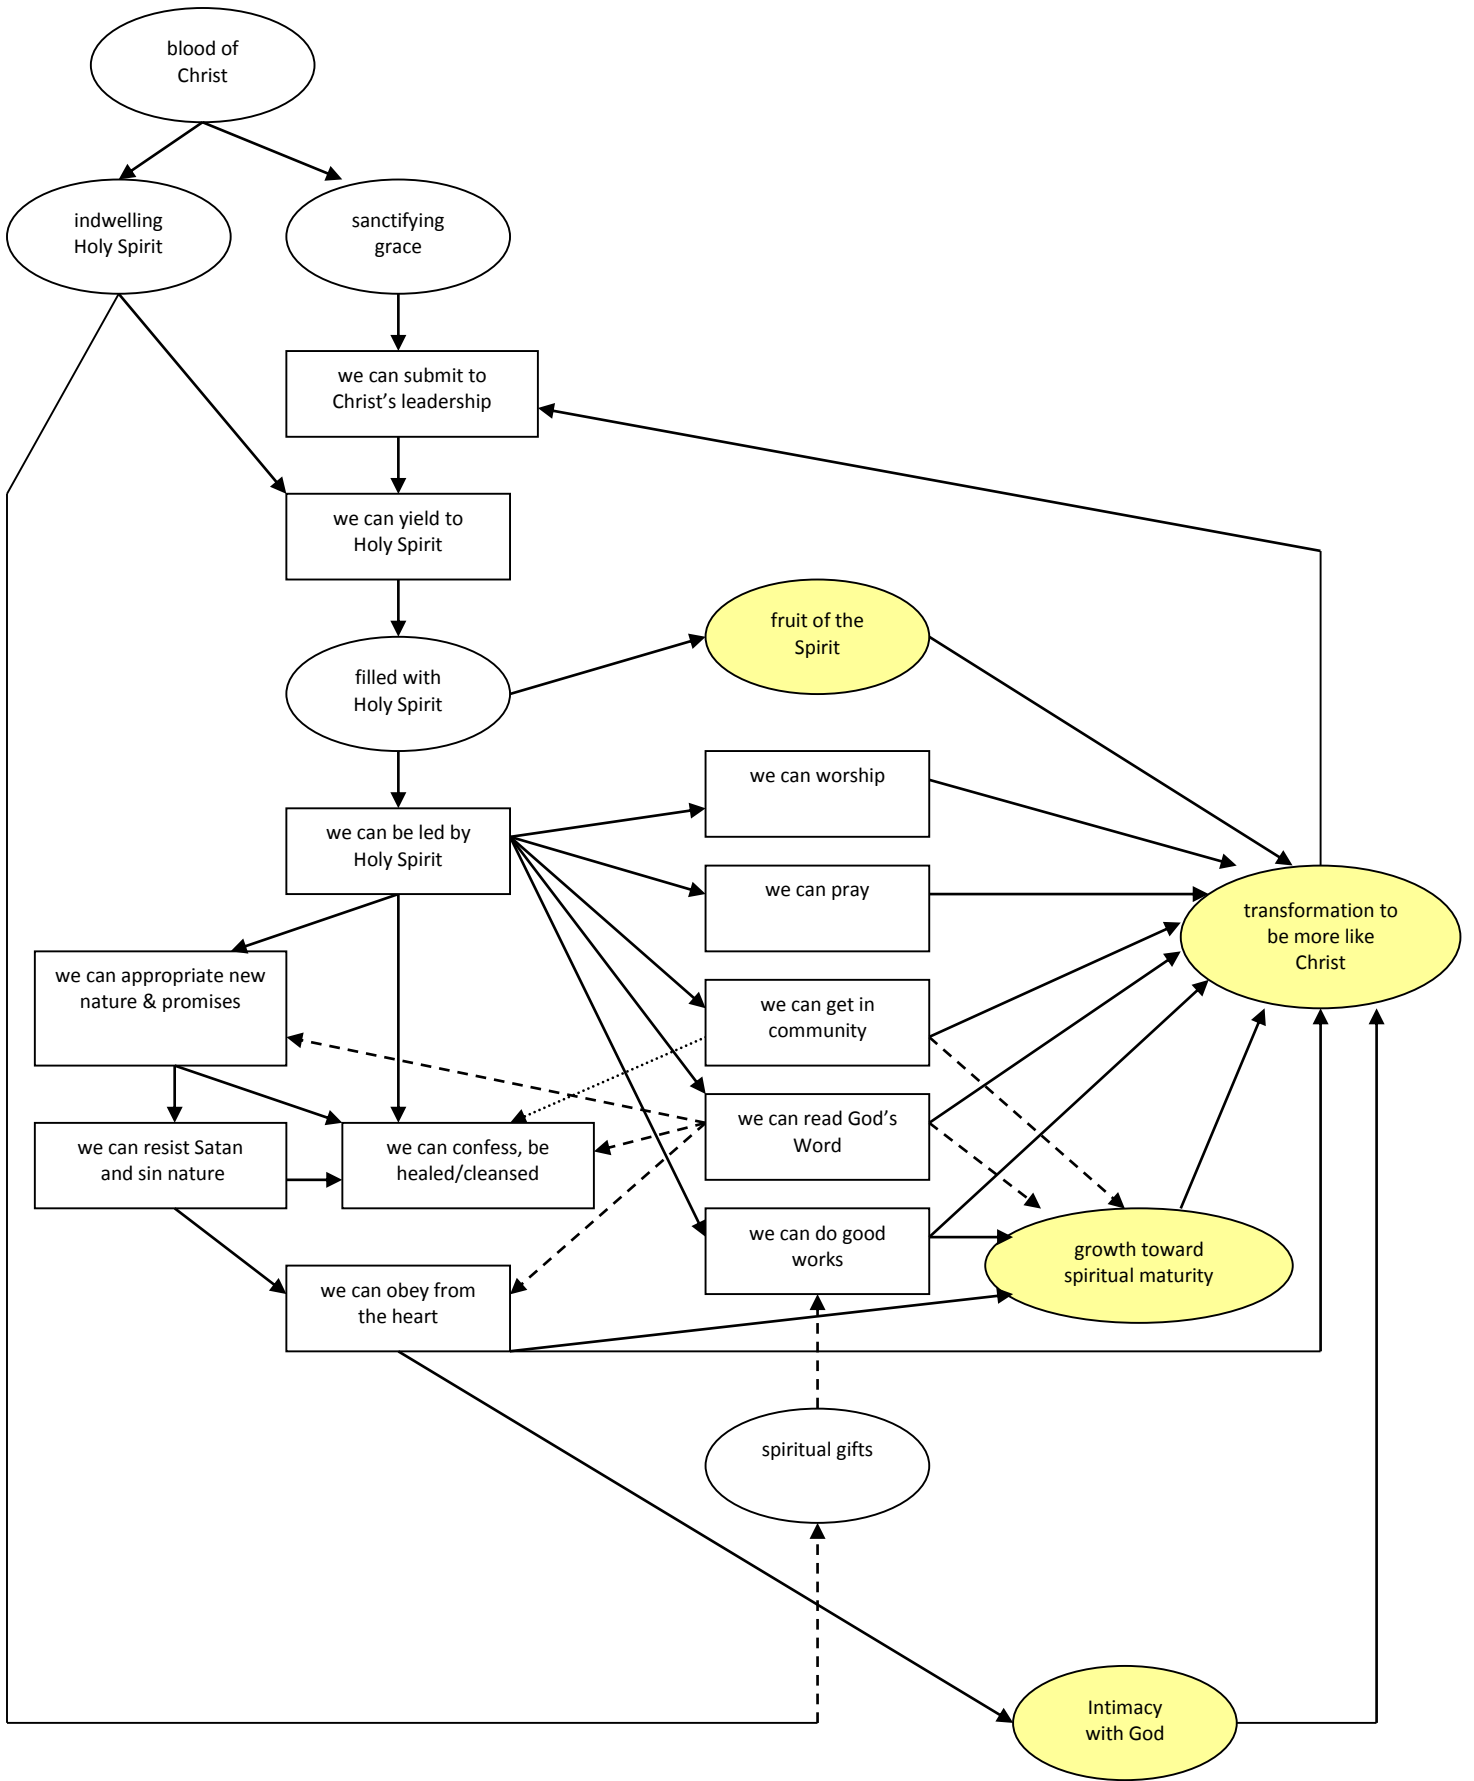 blood of
Christ
indwelling
Holy Spirit
sanctifying
grace
we can submit to
Christ’s leadership
we can yield to
Holy Spirit
fruit of the
Spirit
filled with
Holy Spirit
we can worship
we can be led by
Holy Spirit
we can pray
transformation to
be more like
Christ
we can appropriate new
nature & promises
we can get in
community
we can read God’s
Word
we can resist Satan
and sin nature
we can confess, be
healed/cleansed
we can do good
works
growth toward
spiritual maturity
we can obey from
the heart
spiritual gifts
Intimacy
with God